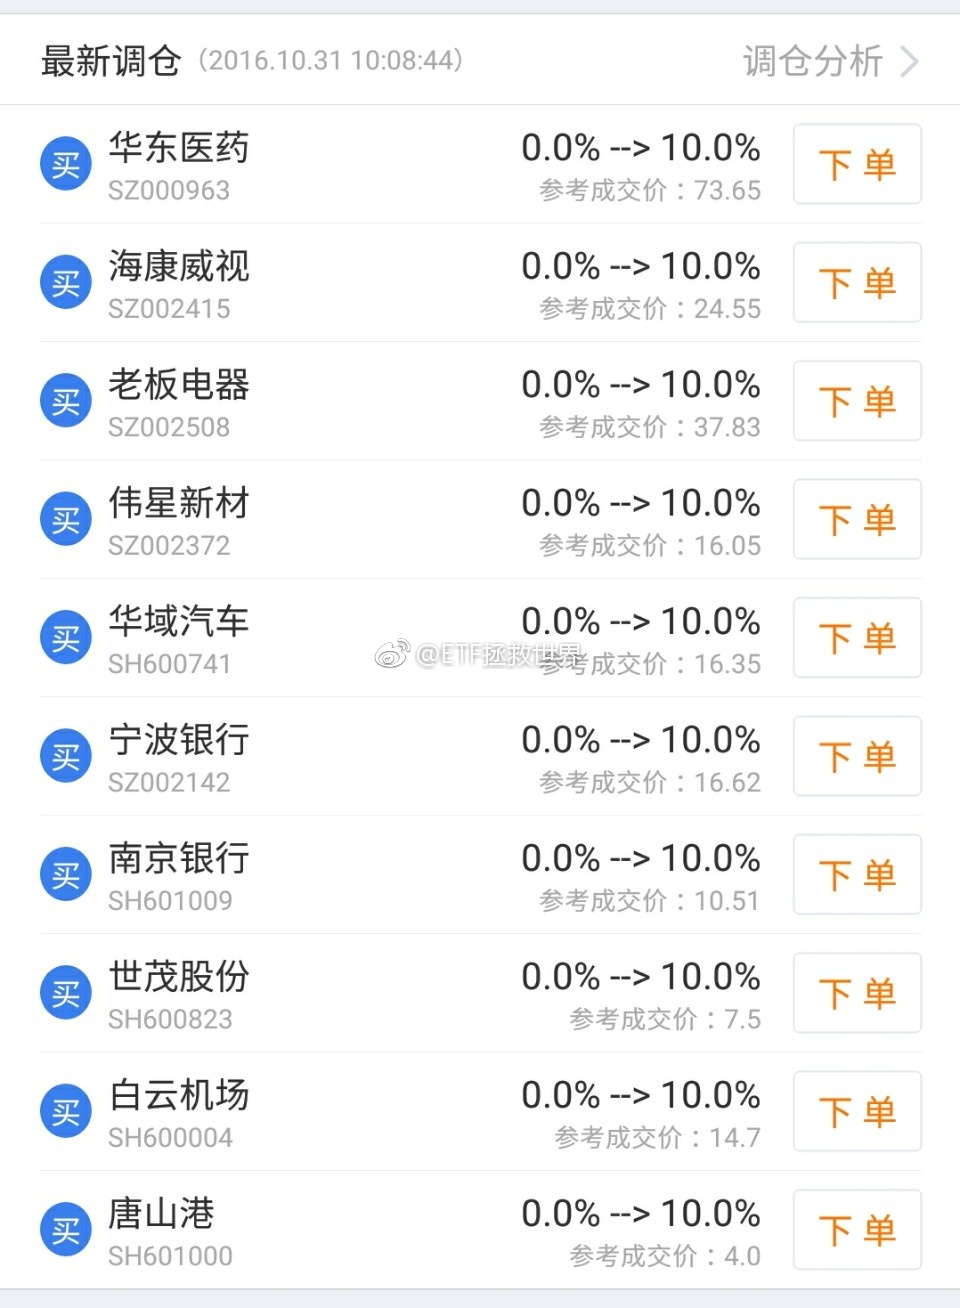 最新调仓（2016.10.31 10:08:44） 调仓分析
买 华东医药 0.0% --> 10.0% 下 单
SZ000963 参考成交价：73.65
买 海康威视 0.0% --> 10.0% 下 单
SZ002415 参考成交价：24.55
买 老板电器 0.0% --> 10.0% 下 单
SZ002508 参考成交价：37.83
买 伟星新材 0.0% --> 10.0% 下 单
SZ002372 参考成交价：16.05
买 华域汽车 0.0% --> 10.0% 下 单
@ETF拯救世界
SH600741 参考成交价：16.35
买 宁波银行 0.0% --> 10.0% 下 单
SZ002142 参考成交价：16.62
买 南京银行 0.0% --> 10.0% 下 单
SH601009 参考成交价：10.51
买 世茂股份 0.0% --> 10.0% 下 单
SH600823 参考成交价：7.5
买 白云机场 0.0% --> 10.0% 下 单
SH600004 参考成交价：14.7
买 唐山港 0.0% --> 10.0% 下 单
SH601000 参考成交价：4.0